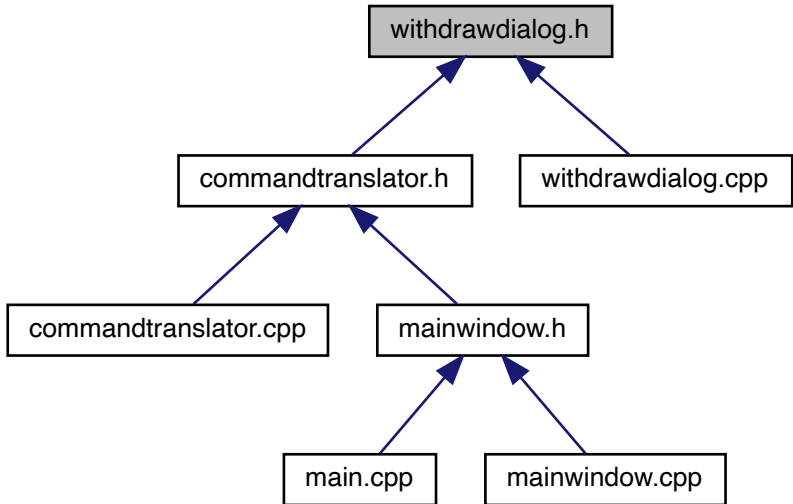 withdrawdialog.h
commandtranslator.h
withdrawdialog.cpp
commandtranslator.cpp
mainwindow.h
main.cpp
mainwindow.cpp